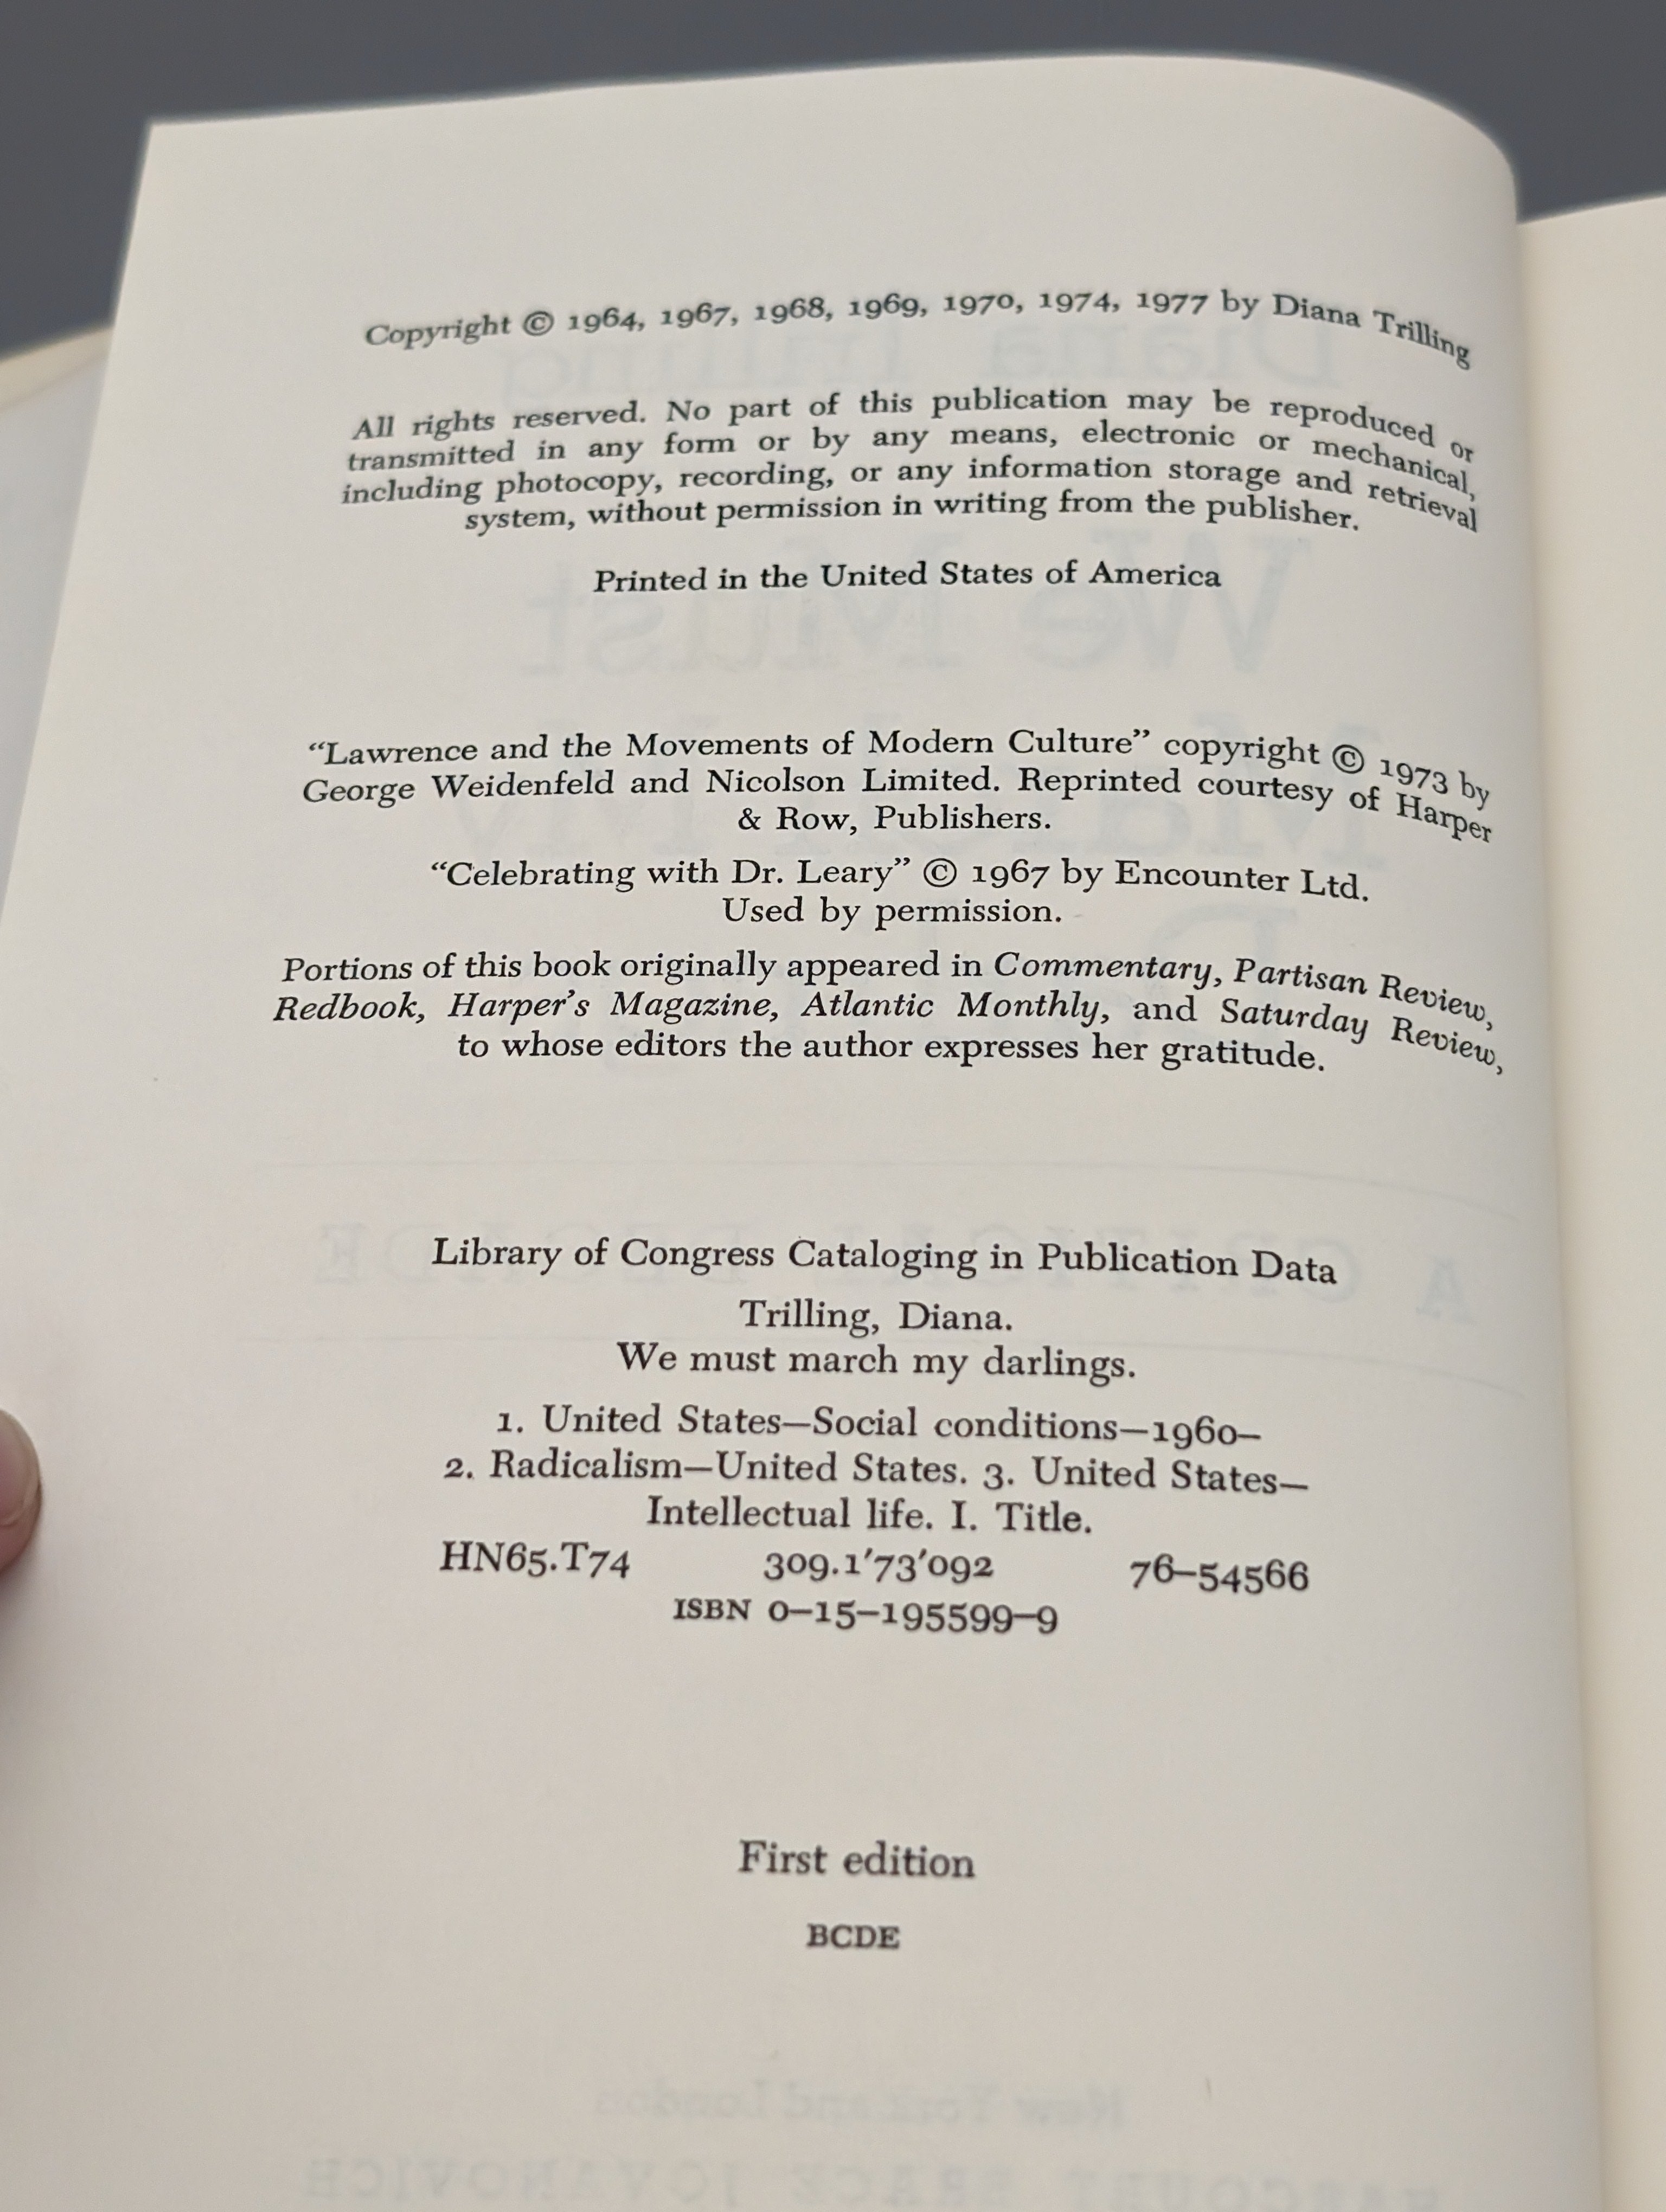 Copyright © 1964, 1967, 1968, 1969, 1970, 1974, 1977 by Diana Trilling
All rights reserved. No part of this publication may be reproduced or
transmitted in any form or by any means, electronic or mechanical,
including photocopy, recording, or any information storage and retrieval
system, without permission in writing from the publisher.
Printed in the United States of America
“Lawrence and the Movements of Modern Culture” copyright © 1973 by
George Weidenfeld and Nicolson Limited. Reprinted courtesy of Harper
& Row, Publishers.
“Celebrating with Dr. Leary” © 1967 by Encounter Ltd.
Used by permission.
Portions of this book originally appeared in Commentary, Partisan Review,
Redbook, Harper’s Magazine, Atlantic Monthly, and Saturday Review,
to whose editors the author expresses her gratitude.
Library of Congress Cataloging in Publication Data
Trilling, Diana.
We must march my darlings.
1. United States—Social conditions—1960–
2. Radicalism—United States. 3. United States—
Intellectual life. I. Title.
HN65.T74 309.1′73′092 76–54566
ISBN 0–15–195599–9
First edition
BCDE